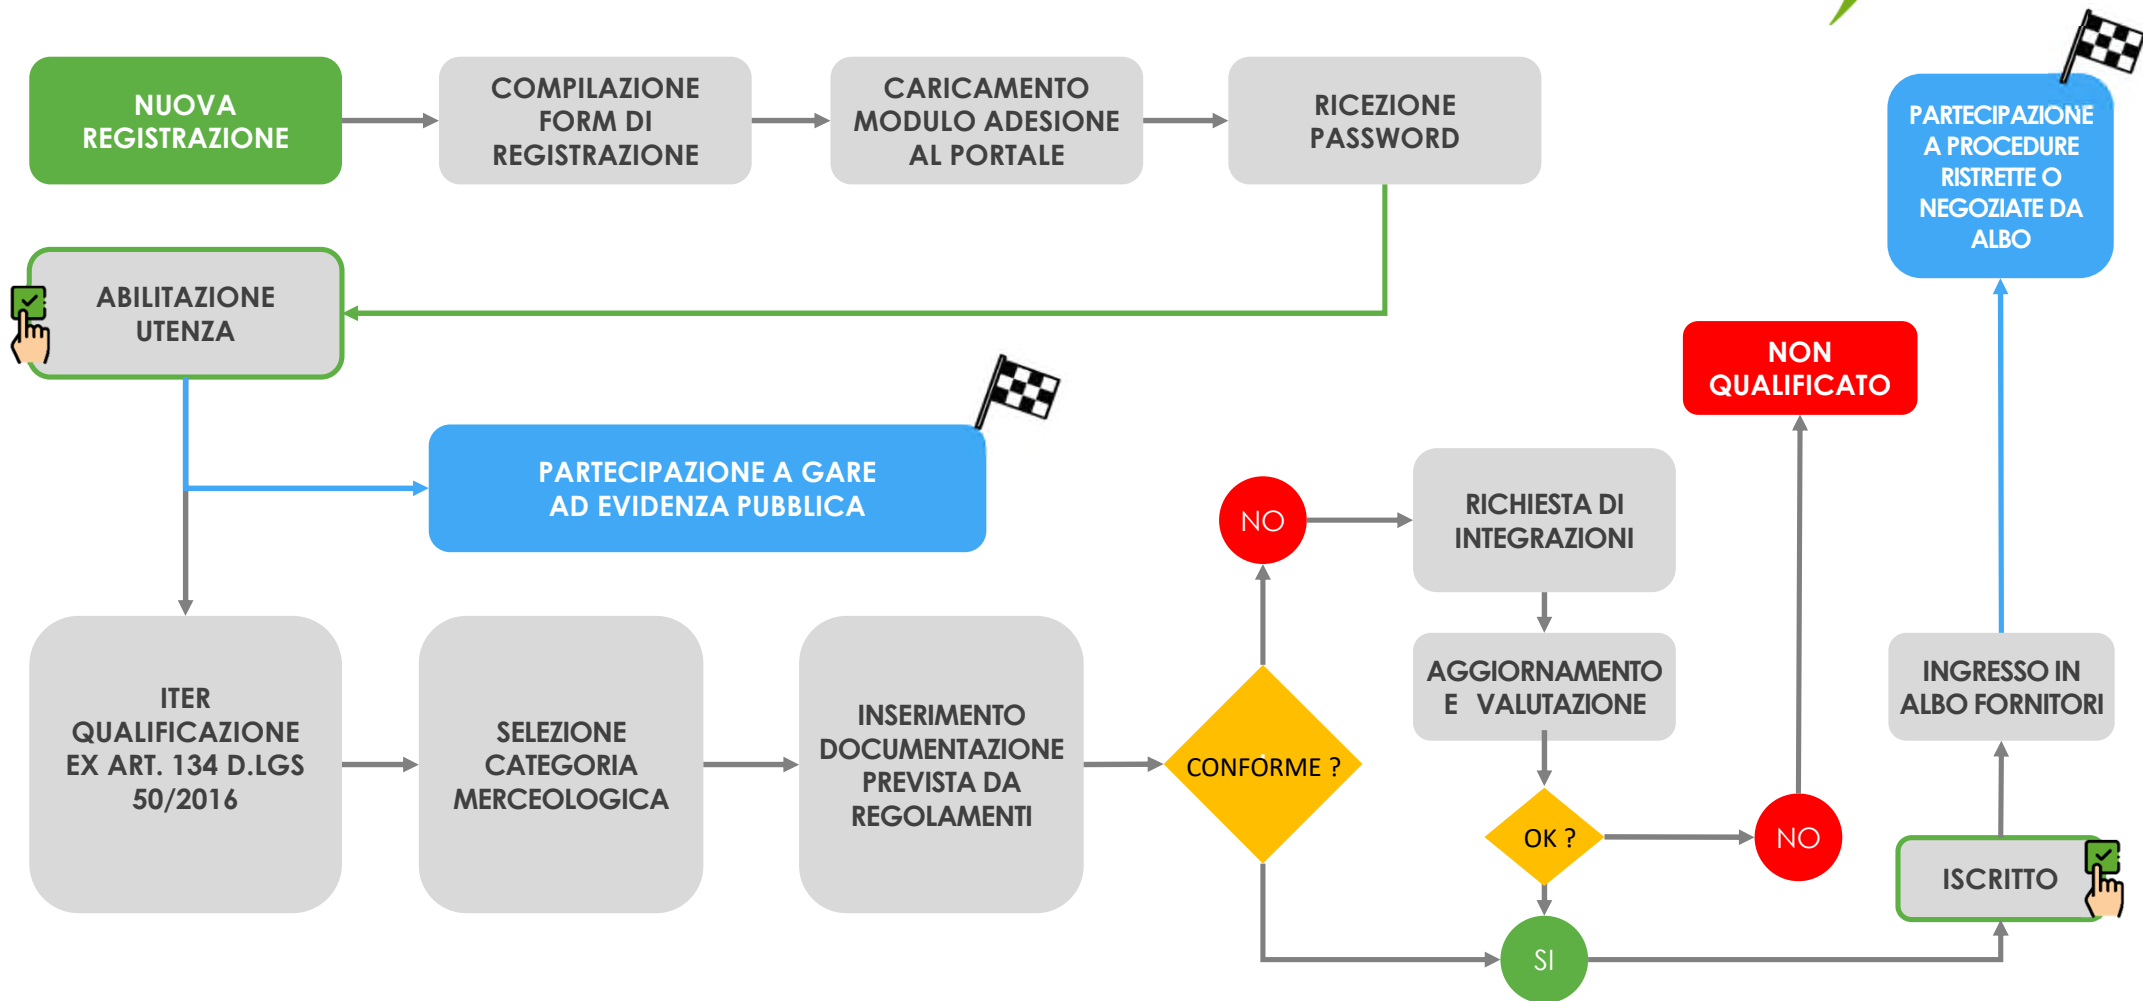 NUOVA
REGISTRAZIONE
COMPILAZIONE
FORM DI
REGISTRAZIONE
CARICAMENTO
MODULO ADESIONE
AL PORTALE
RICEZIONE
PASSWORD
PARTECIPAZIONE
A PROCEDURE
RISTRETTE O
NEGOZIATE DA
ALBO
ABILITAZIONE
UTENZA
NON
QUALIFICATO
PARTECIPAZIONE A GARE
AD EVIDENZA PUBBLICA
NO
RICHIESTA DI
INTEGRAZIONI
ITER
QUALIFICAZIONE
EX ART. 134 D.LGS
50/2016
SELEZIONE
CATEGORIA
MERCEOLOGICA
INSERIMENTO
DOCUMENTAZIONE
PREVISTA DA
REGOLAMENTI
CONFORME ?
AGGIORNAMENTO
E VALUTAZIONE
INGRESSO IN
ALBO FORNITORI
OK ?
NO
ISCRITTO
SI